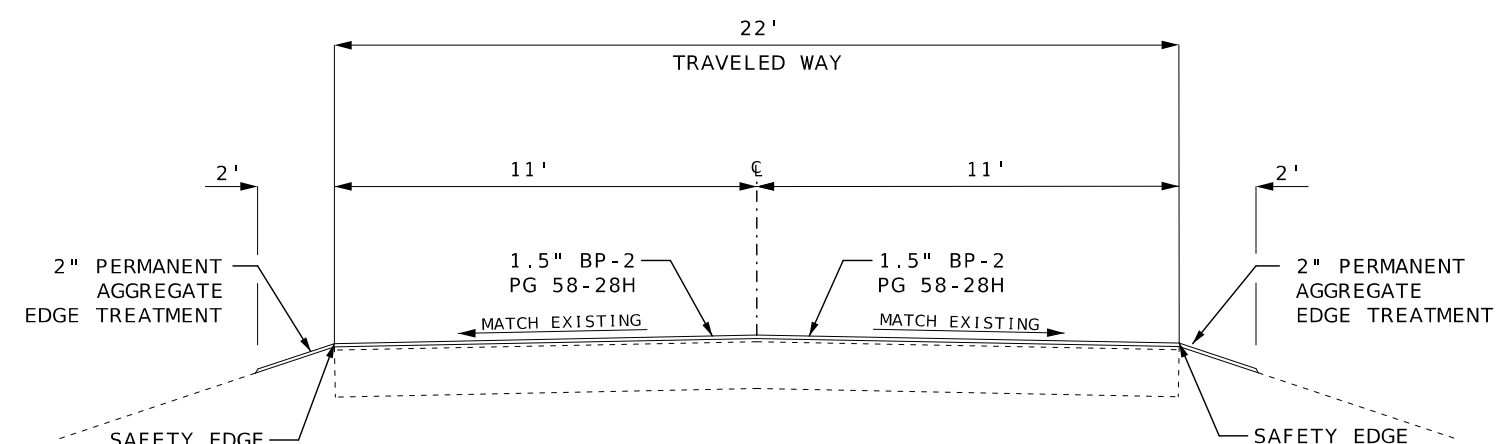 22'
TRAVELED WAY
2'
11'
℄
11'
2'
2" PERMANENT
AGGREGATE
EDGE TREATMENT
1.5" BP-2
PG 58-28H
1.5" BP-2
PG 58-28H
2" PERMANENT
AGGREGATE
EDGE TREATMENT
MATCH EXISTING
MATCH EXISTING
SAFETY EDGE
SAFETY EDGE